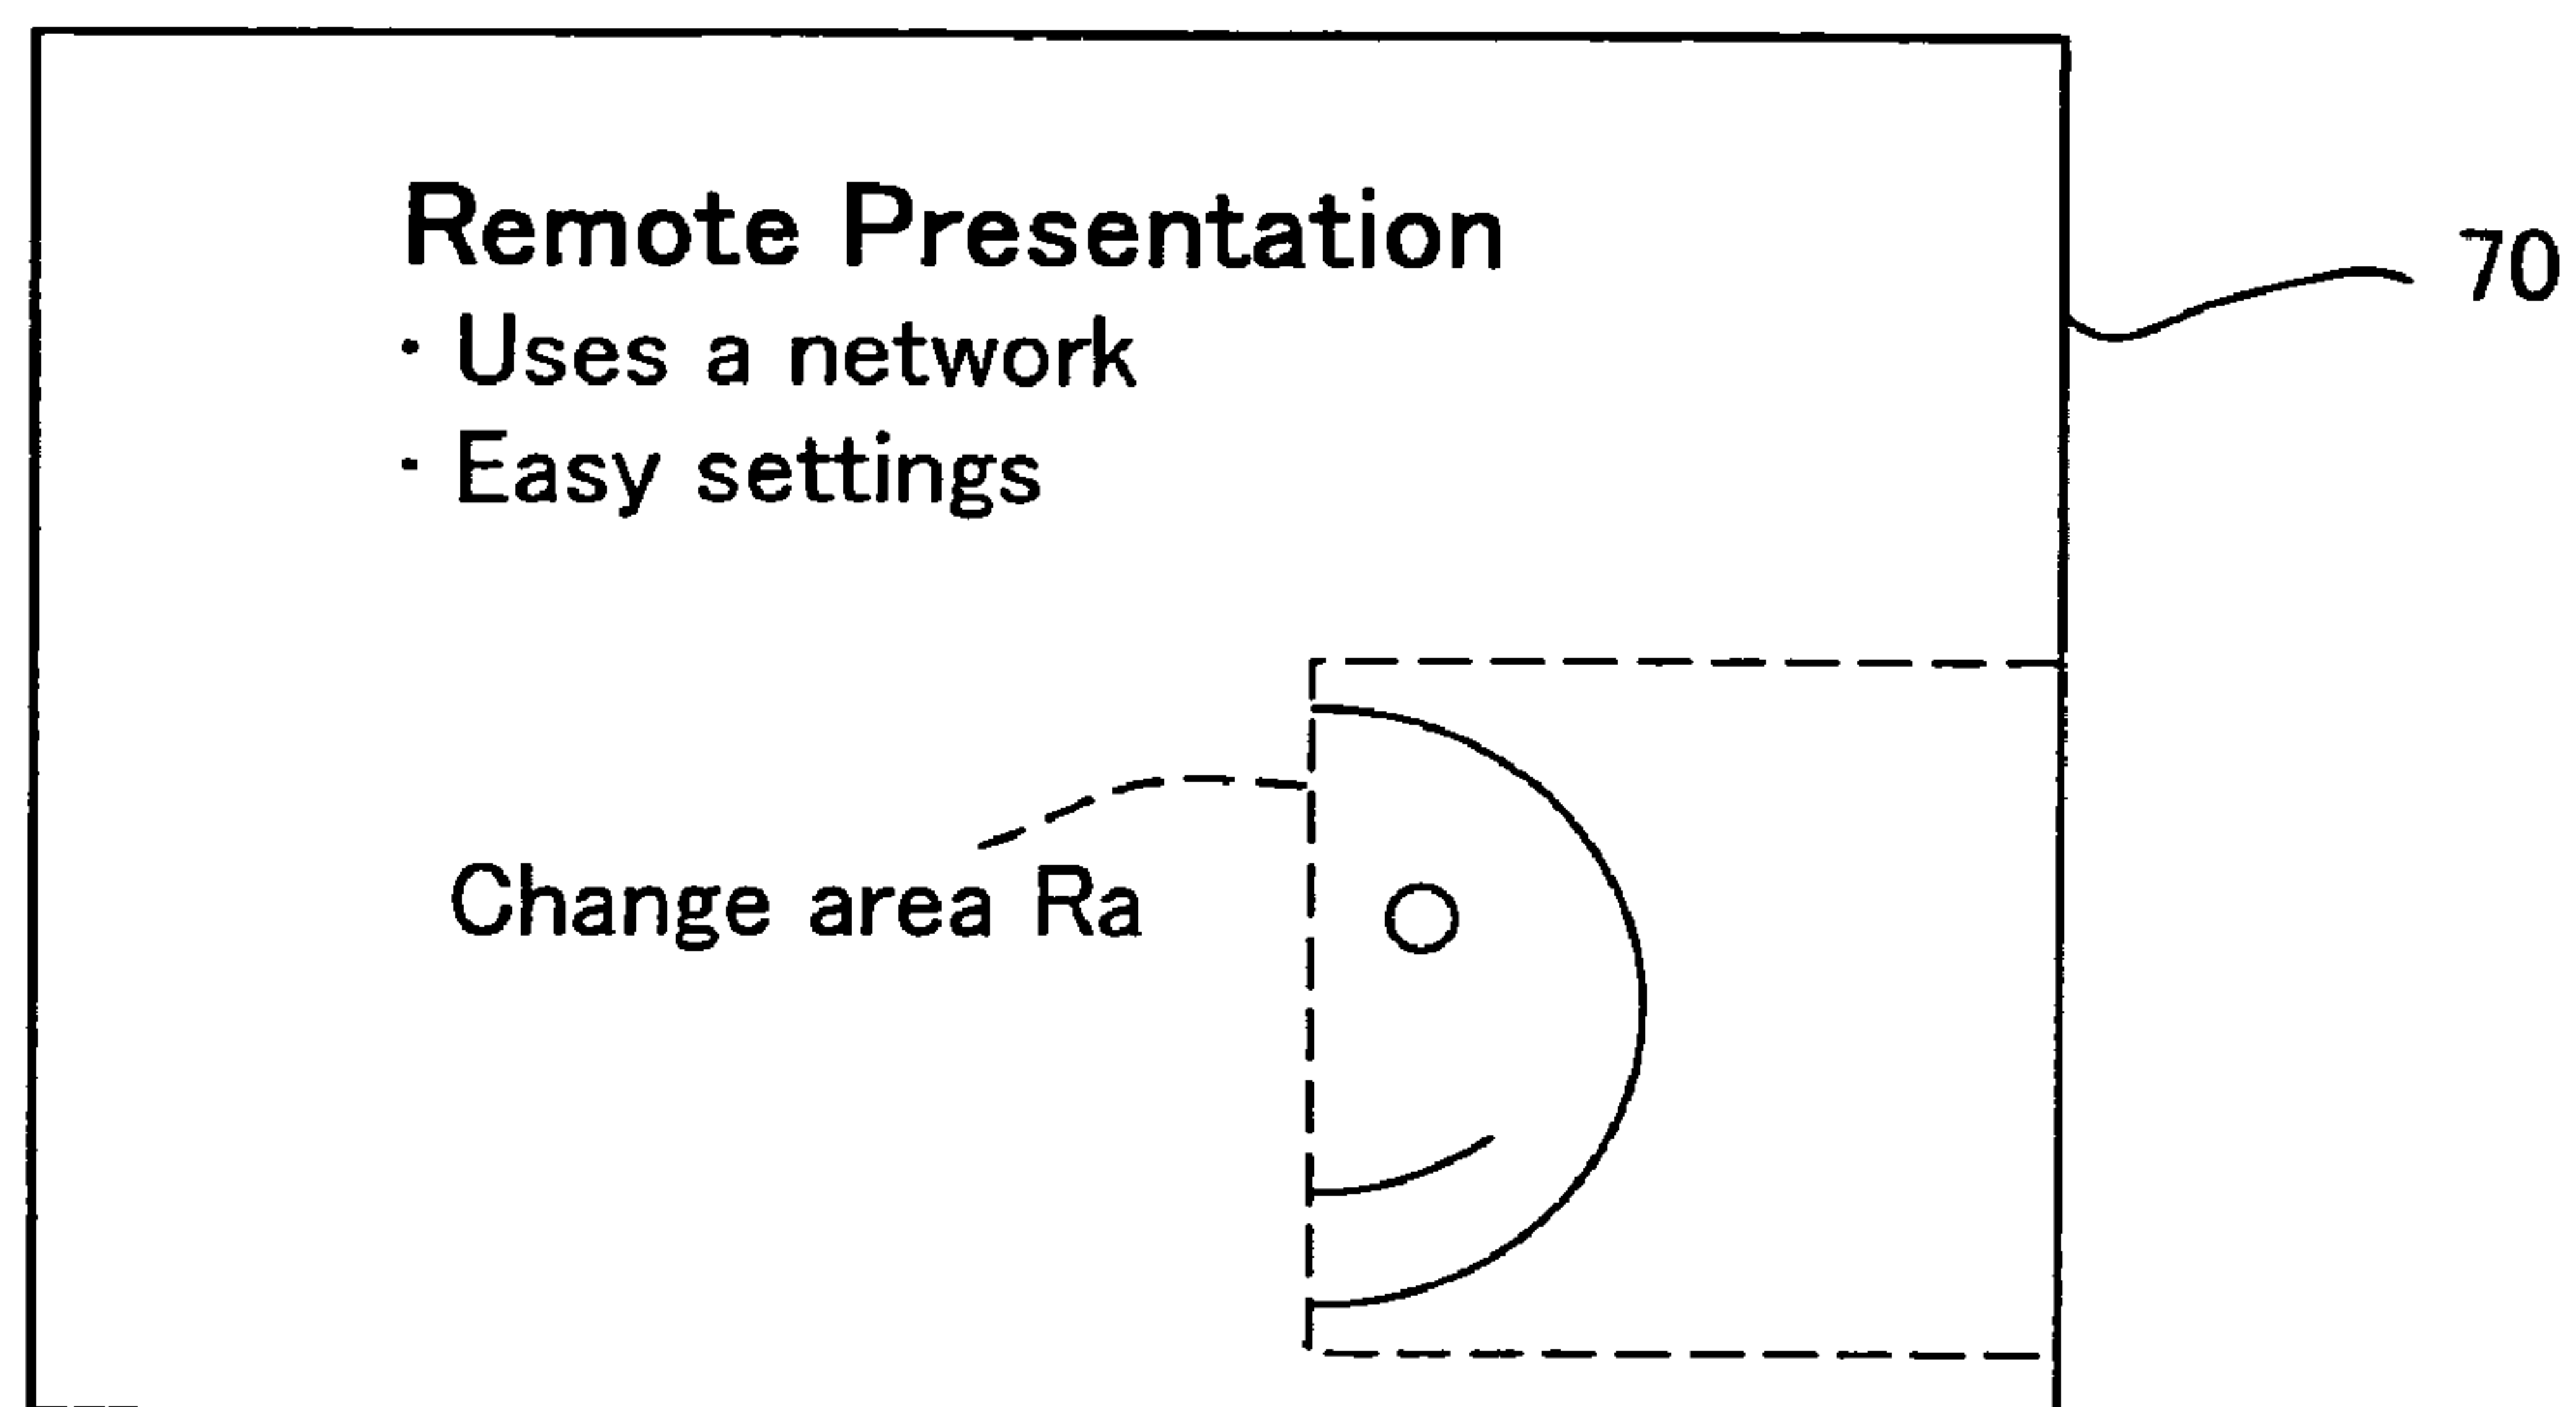 Remote Presentation
・Uses a network
・Easy settings
70
Change area Ra